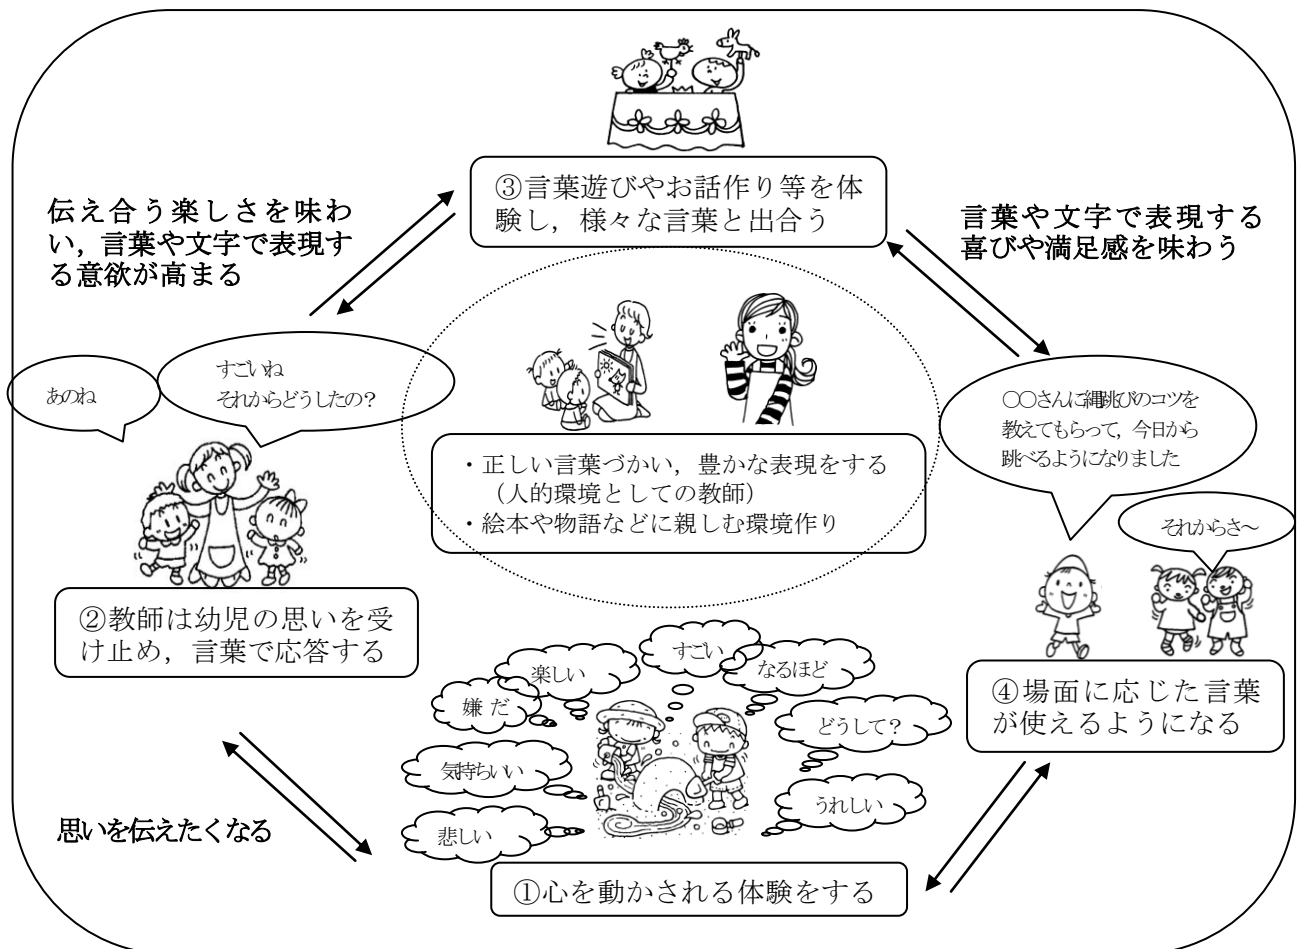 ③言葉遊びやお話作り等を体
験し，様々な言葉と出合う
伝え合う楽しさを味わ
い，言葉や文字で表現す
る意欲が高まる
言葉や文字で表現する
喜びや満足感を味わう
あのね
すごいね
それからどうしたの？
〇〇さんに縄跳びのコツを
教えてもらって，今日から
跳べるようになりました
それからさ～
・正しい言葉づかい，豊かな表現をする
（人的環境としての教師）
・絵本や物語などに親しむ環境作り
②教師は幼児の思いを受
け止め，言葉で応答する
④場面に応じた言葉
が使えるようになる
すごい
楽しい
なるほど
嫌 だ
どうして？
気持ちいい
うれしい
悲しい
思いを伝えたくなる
①心を動かされる体験をする